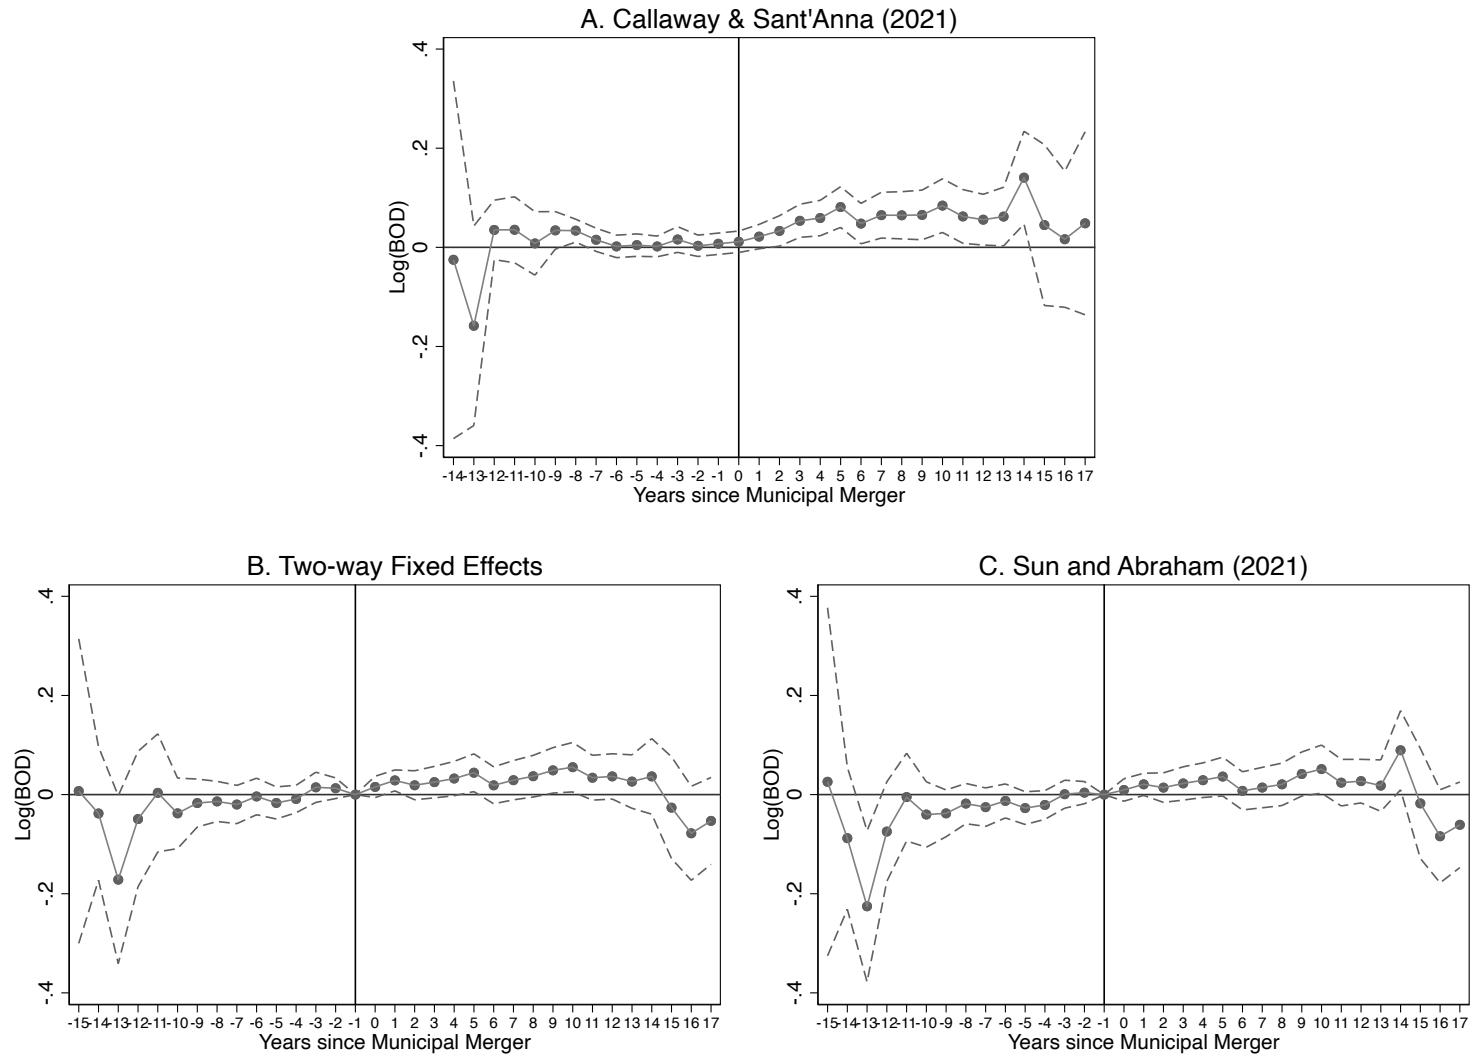 A. Callaway & Sant'Anna (2021)
.4
.2
0
-.2
-.4
Log(BOD)
-14 -13 -12 -11 -10 -9 -8 -7 -6 -5 -4 -3 -2 -1 0 1 2 3 4 5 6 7 8 9 10 11 12 13 14 15 16 17
Years since Municipal Merger
B. Two-way Fixed Effects
.4
.2
0
-.2
-.4
Log(BOD)
-15 -14 -13 -12 -11 -10 -9 -8 -7 -6 -5 -4 -3 -2 -1 0 1 2 3 4 5 6 7 8 9 10 11 12 13 14 15 16 17
Years since Municipal Merger
C. Sun and Abraham (2021)
.4
.2
0
-.2
-.4
Log(BOD)
-15 -14 -13 -12 -11 -10 -9 -8 -7 -6 -5 -4 -3 -2 -1 0 1 2 3 4 5 6 7 8 9 10 11 12 13 14 15 16 17
Years since Municipal Merger